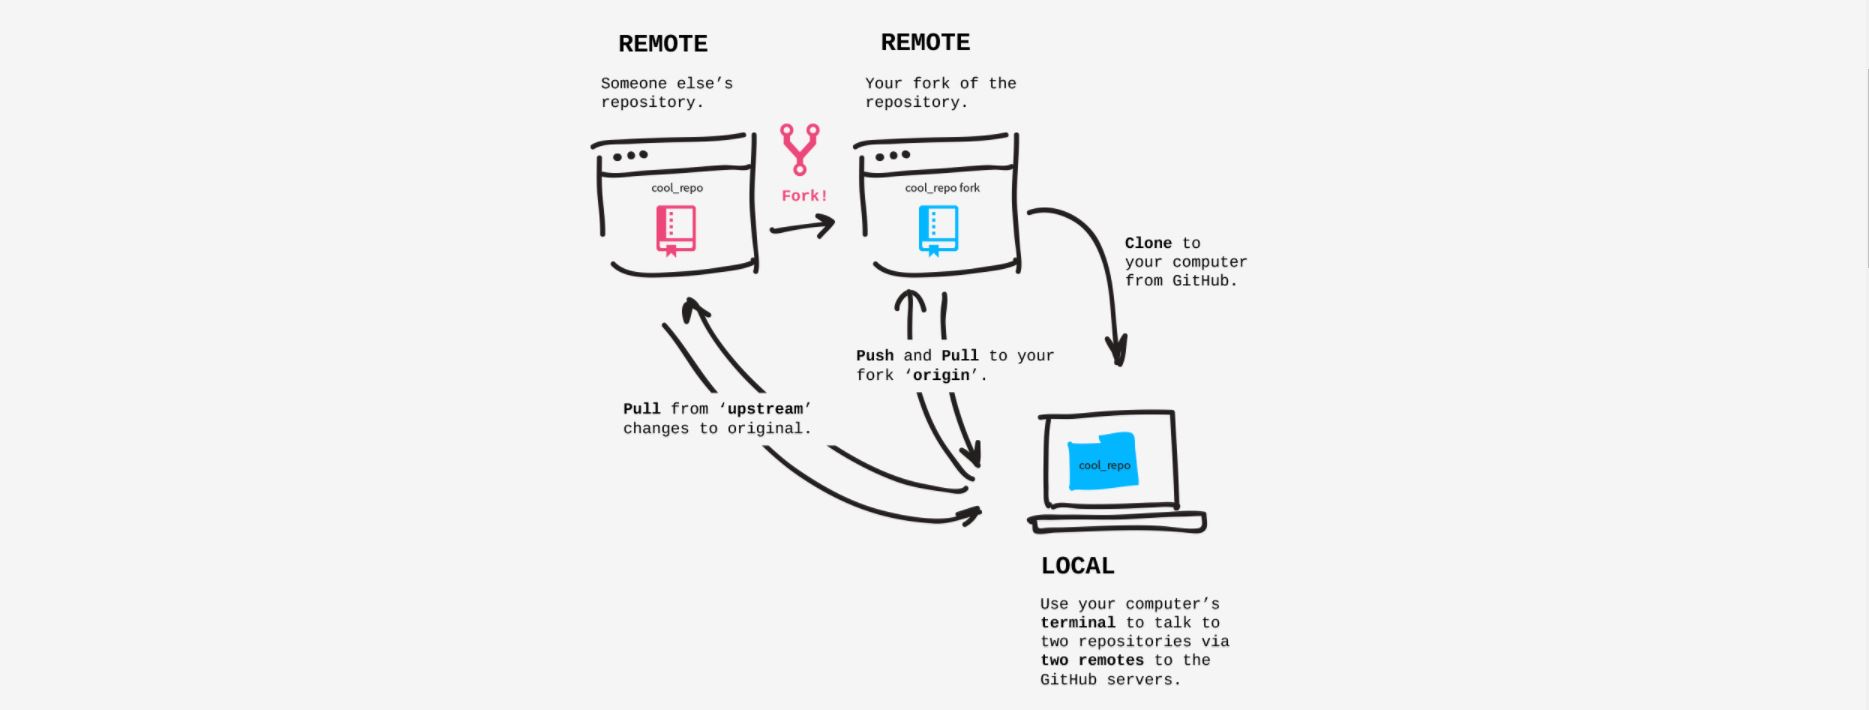 REMOTE
Someone else’s
repository.
cool_repo
Fork!
REMOTE
Your fork of the
repository.
cool_repo fork
Clone to
your computer
from GitHub.
Push and Pull to your
fork ‘origin’.
Pull from ‘upstream’
changes to original.
cool_repo
LOCAL
Use your computer’s
terminal to talk to
two repositories via
two remotes to the
GitHub servers.